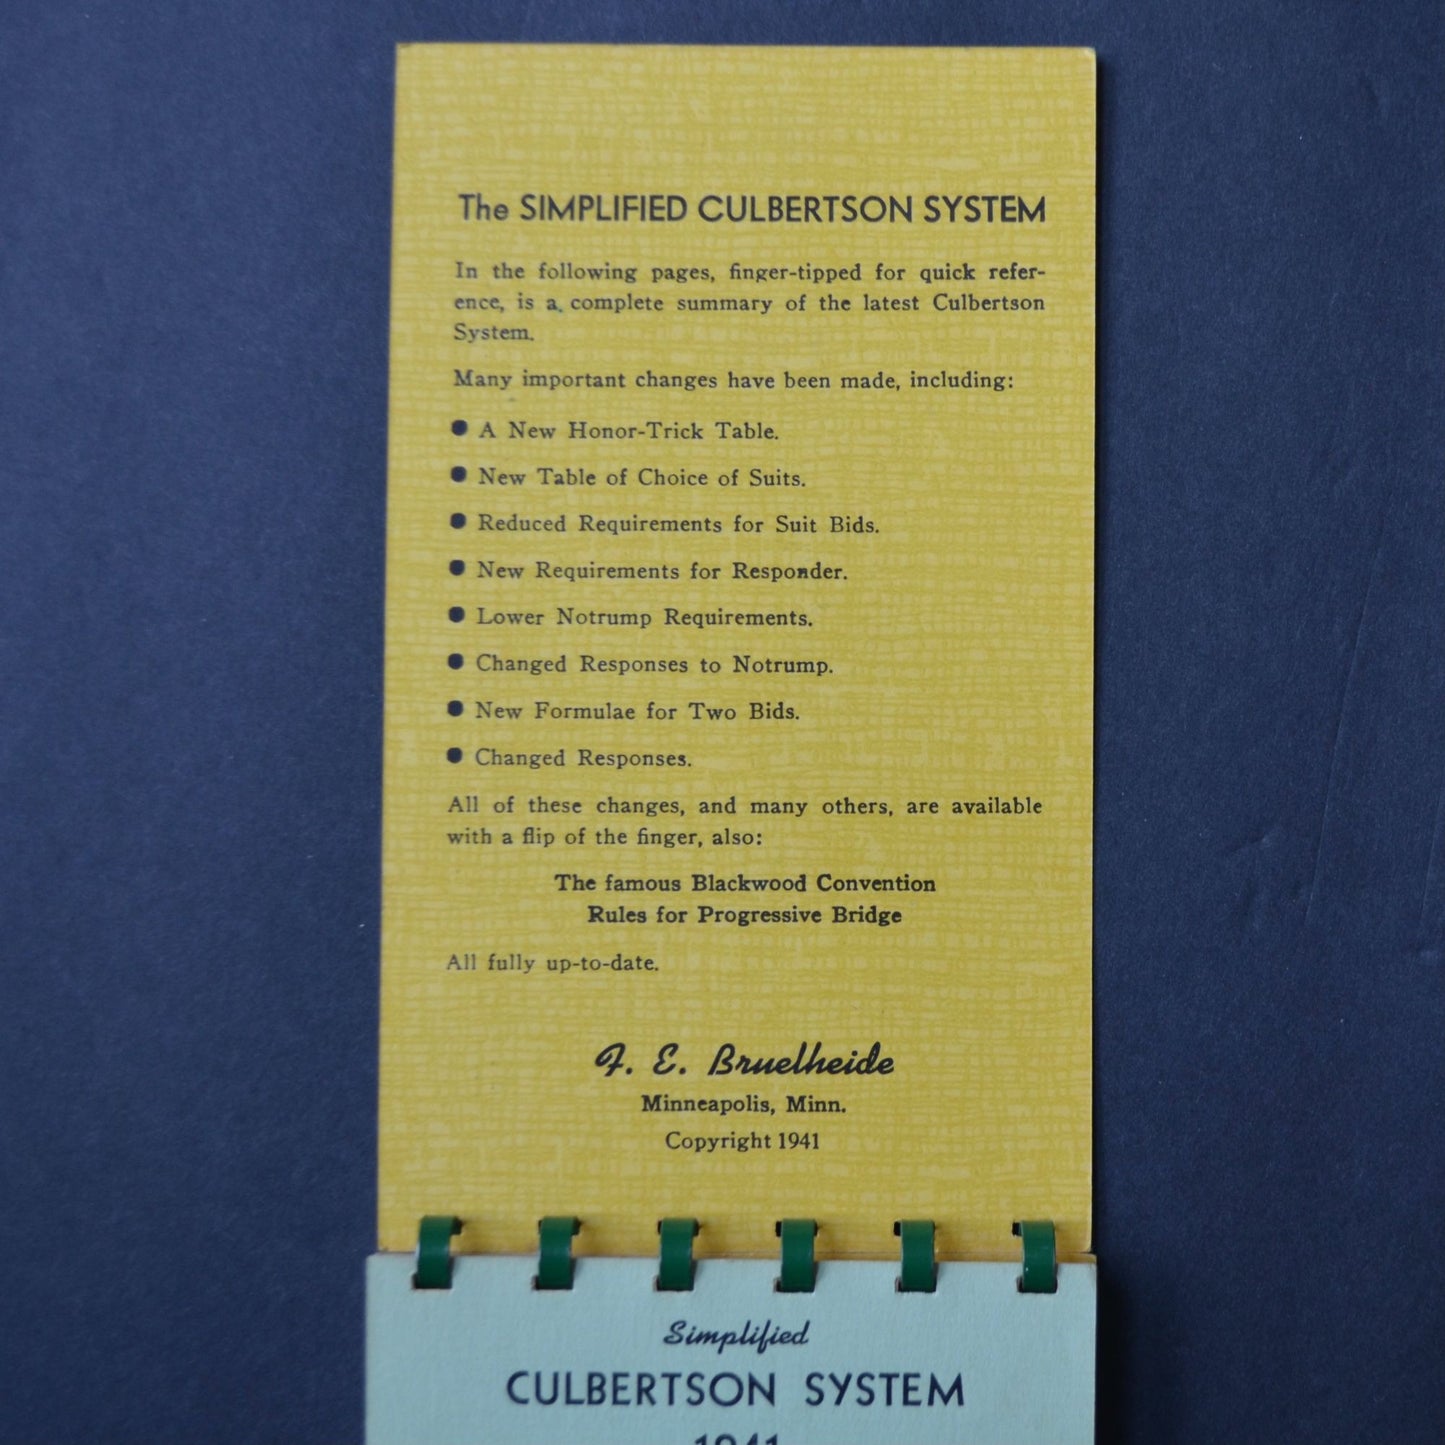 The SIMPLIFIED CULBERTSON SYSTEM
In the following pages, finger-tipped for quick refer-
ence, is a complete summary of the latest Culbertson
System.
Many important changes have been made, including:
● A New Honor-Trick Table.
● New Table of Choice of Suits.
● Reduced Requirements for Suit Bids.
● New Requirements for Responder.
● Lower Notrump Requirements.
● Changed Responses to Notrump.
● New Formulae for Two Bids.
● Changed Responses.
All of these changes, and many others, are available
with a flip of the finger, also:
The famous Blackwood Convention
Rules for Progressive Bridge
All fully up-to-date.
F. E. Bruelheide
Minneapolis, Minn.
Copyright 1941
Simplified
CULBERTSON SYSTEM
1941